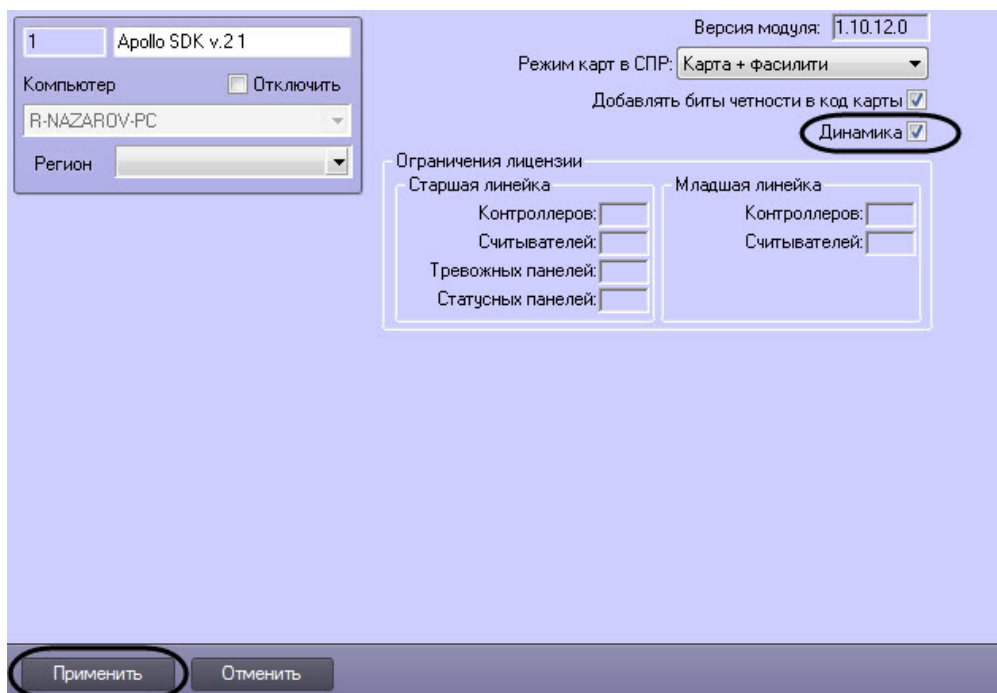 1 Apollo SDK v.2 1
Компьютер Отключить
R-NAZAROV-PC
Регион
Версия модуля: 1.10.12.0
Режим карт в СПР: Карта + фасилити
Добавлять биты четности в код карты
Динамика
Ограничения лицензии
Старшая линейка
Контроллеров:
Считывателей:
Тревожных панелей:
Статусных панелей:
Младшая линейка
Контроллеров:
Считывателей:
Применить Отменить